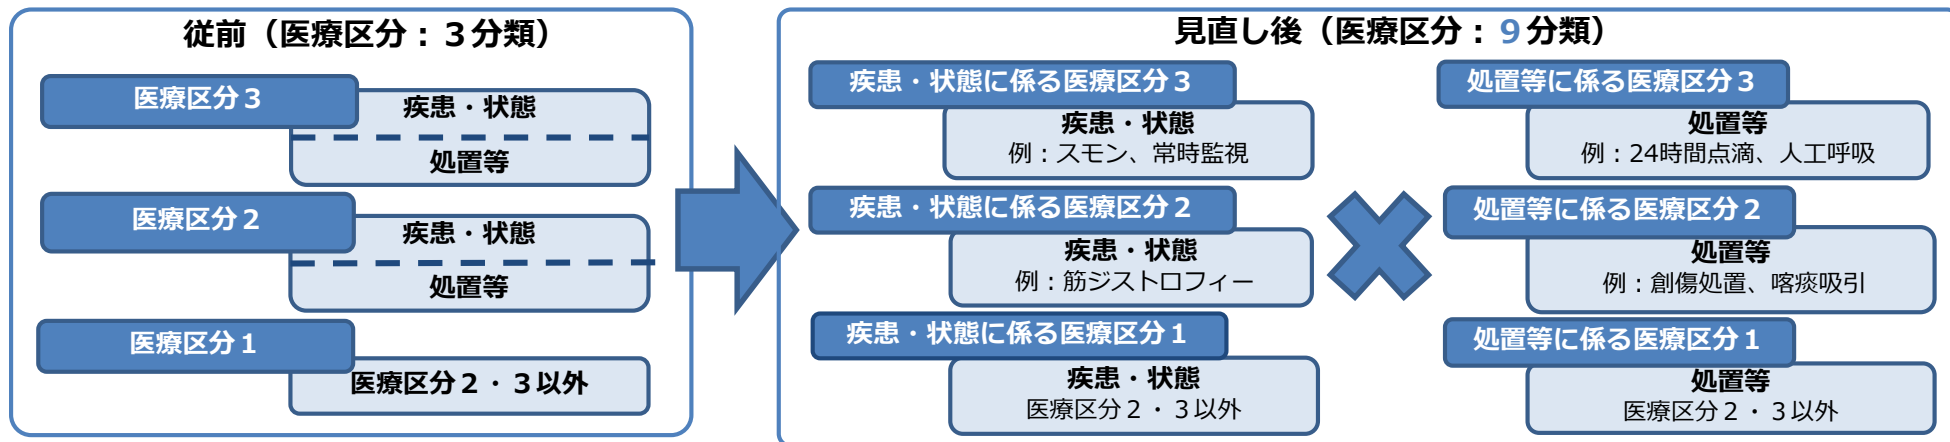 従前（医療区分：３分類）
医療区分３
疾患・状態
処置等
医療区分２
疾患・状態
処置等
医療区分１
医療区分２・３以外
見直し後（医療区分：９分類）
疾患・状態に係る医療区分３
疾患・状態
例：スモン、常時監視
疾患・状態に係る医療区分２
疾患・状態
例：筋ジストロフィー
疾患・状態に係る医療区分１
疾患・状態
医療区分２・３以外
処置等に係る医療区分３
処置等
例：24時間点滴、人工呼吸
処置等に係る医療区分２
処置等
例：創傷処置、喀痰吸引
処置等に係る医療区分１
処置等
医療区分２・３以外